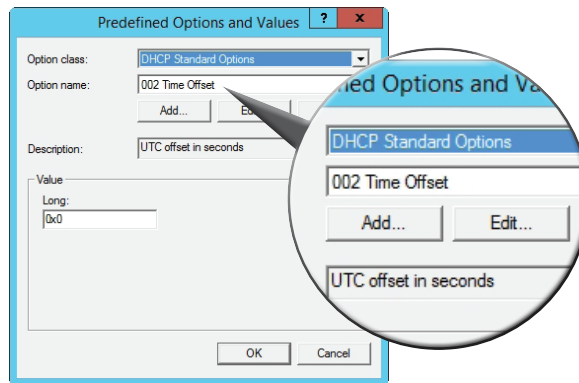 Predefined Options and Values ? x
Option class: DHCP Standard Options
Option name: 002 Time Offset
Add...
Description: UTC offset in seconds
Value
Long:
0x0
OK Cancel
ned Options and Va
DHCP Standard Options
002 Time Offset
Add... Edit...
UTC offset in seconds